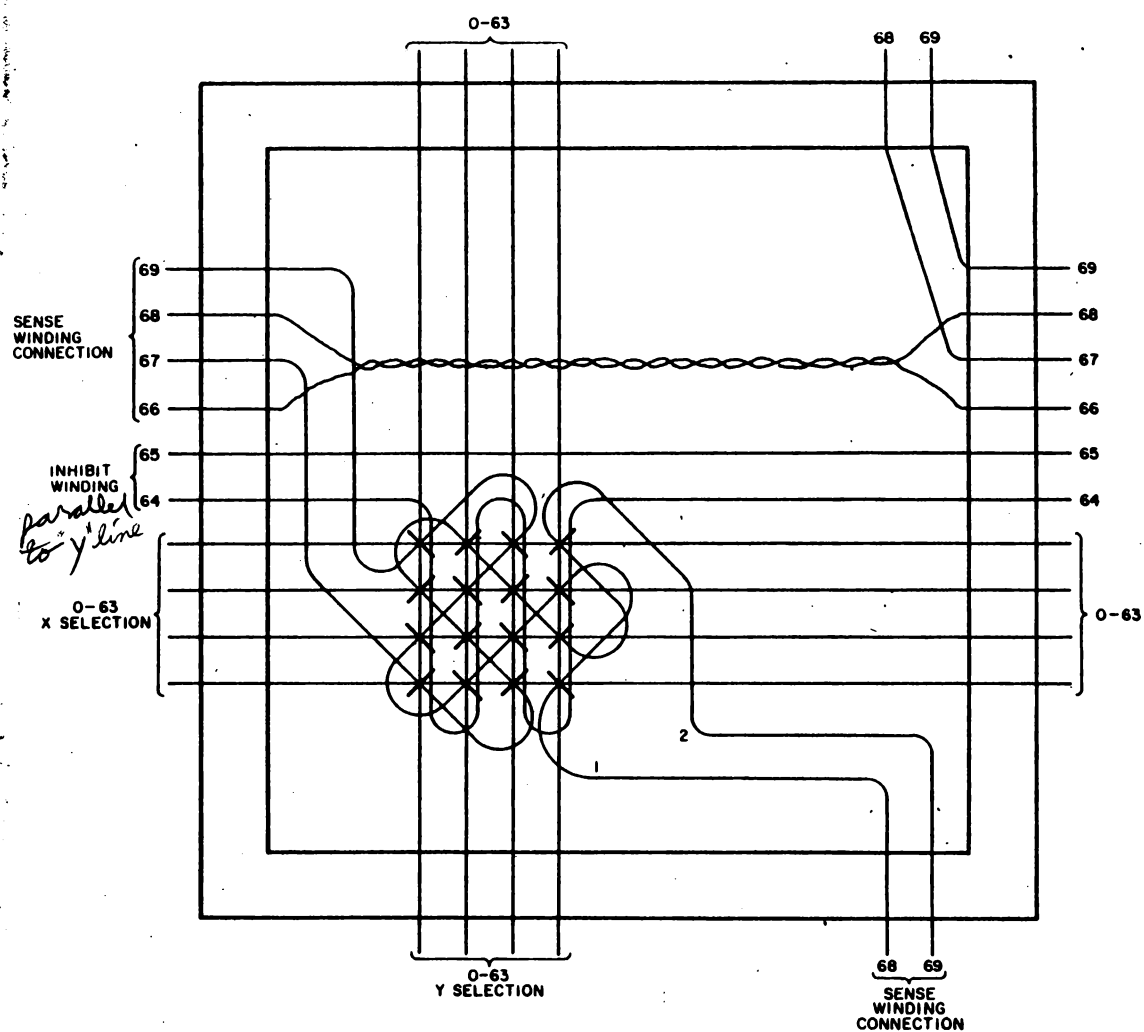 0-63
68 69
69
SENSE
WINDING
CONNECTION
68
67
66
INHIBIT
WINDING
65
64
parallel
to "y" line
0-63
X SELECTION
69
68
67
66
65
64
0-63
2
1
0-63
Y SELECTION
68 69
SENSE
WINDING
CONNECTION